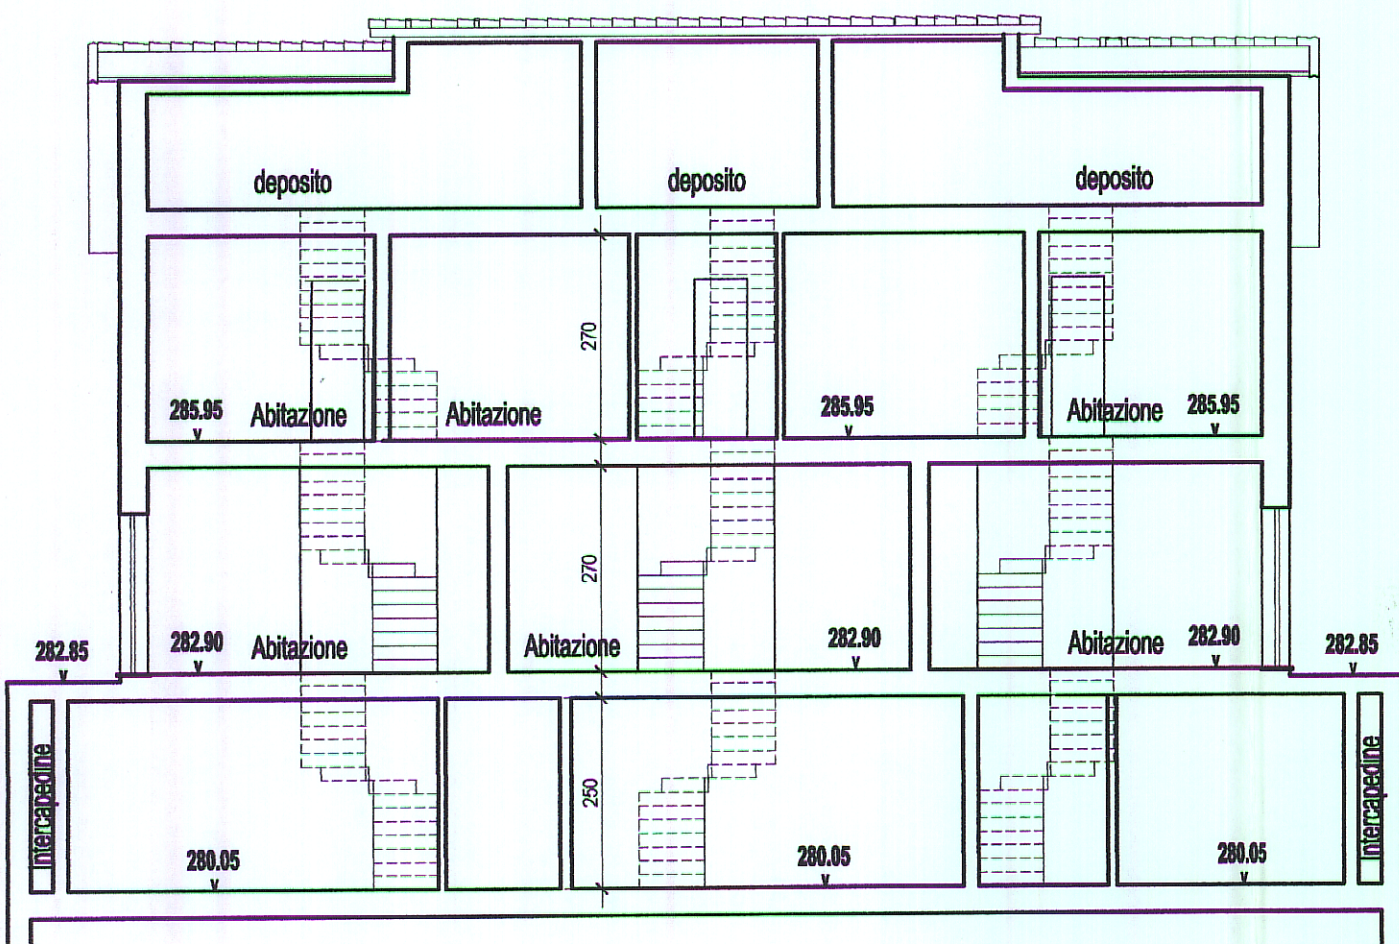 deposito
deposito
deposito
270
285.95
Abitazione
Abitazione
285.95
Abitazione
285.95
270
282.85
282.90
Abitazione
Abitazione
282.90
Abitazione
282.90
282.85
Intercapedine
250
280.05
280.05
280.05
Intercapedine